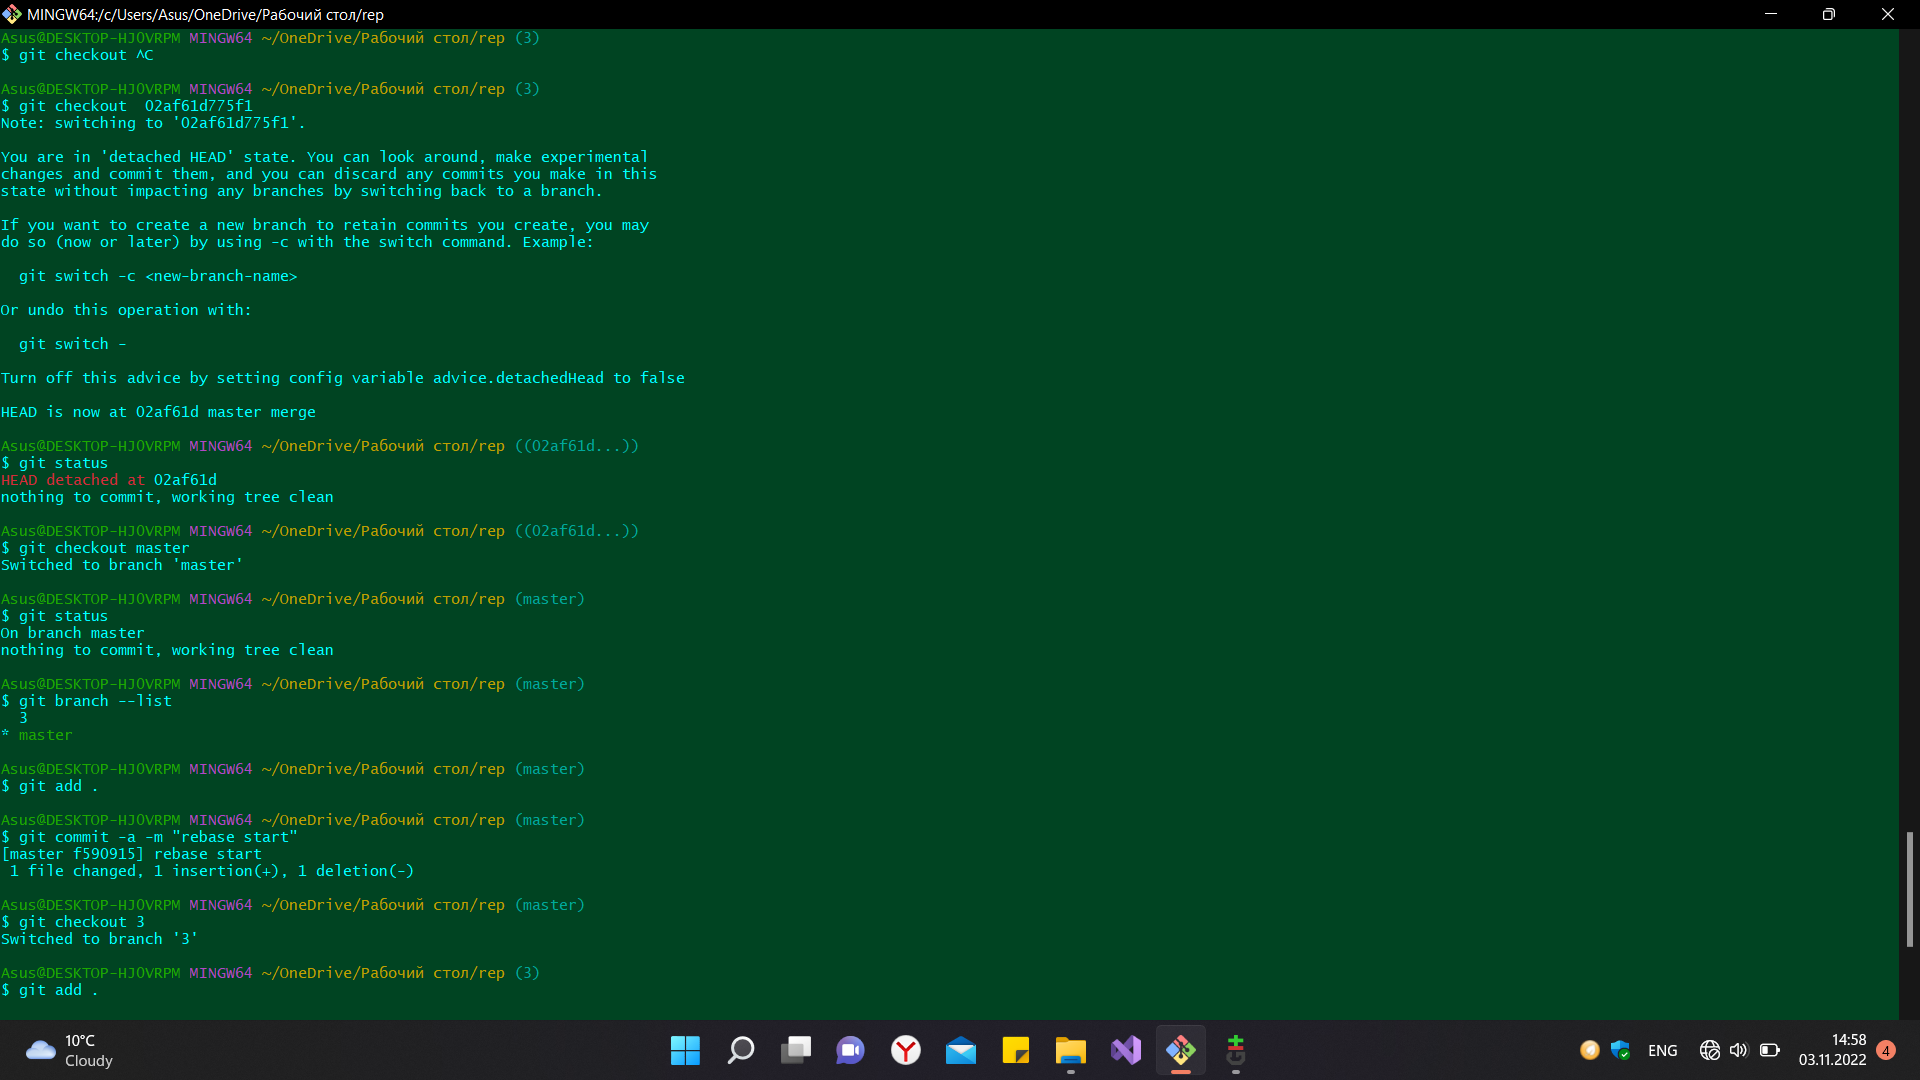 MINGW64:/c/Users/Asus/OneDrive/Рабочий стол/rep
Asus@DESKTOP-HJOVRPM MINGW64 ~/OneDrive/Рабочий стол/rep (3)
$ git checkout ^C
Asus@DESKTOP-HJOVRPM MINGW64 ~/OneDrive/Рабочий стол/rep (3)
$ git checkout  02af61d775f1
Note: switching to '02af61d775f1'.
You are in 'detached HEAD' state. You can look around, make experimental
changes and commit them, and you can discard any commits you make in this
state without impacting any branches by switching back to a branch.
If you want to create a new branch to retain commits you create, you may
do so (now or later) by using -c with the switch command. Example:
  git switch -c <new-branch-name>
Or undo this operation with:
  git switch -
Turn off this advice by setting config variable advice.detachedHead to false
HEAD is now at 02af61d master merge
Asus@DESKTOP-HJOVRPM MINGW64 ~/OneDrive/Рабочий стол/rep ((02af61d...))
$ git status
HEAD detached at 02af61d
nothing to commit, working tree clean
Asus@DESKTOP-HJOVRPM MINGW64 ~/OneDrive/Рабочий стол/rep ((02af61d...))
$ git checkout master
Switched to branch 'master'
Asus@DESKTOP-HJOVRPM MINGW64 ~/OneDrive/Рабочий стол/rep (master)
$ git status
On branch master
nothing to commit, working tree clean
Asus@DESKTOP-HJOVRPM MINGW64 ~/OneDrive/Рабочий стол/rep (master)
$ git branch --list
  3
* master
Asus@DESKTOP-HJOVRPM MINGW64 ~/OneDrive/Рабочий стол/rep (master)
$ git add .
Asus@DESKTOP-HJOVRPM MINGW64 ~/OneDrive/Рабочий стол/rep (master)
$ git commit -a -m "rebase start"
[master f590915] rebase start
 1 file changed, 1 insertion(+), 1 deletion(-)
Asus@DESKTOP-HJOVRPM MINGW64 ~/OneDrive/Рабочий стол/rep (master)
$ git checkout 3
Switched to branch '3'
Asus@DESKTOP-HJOVRPM MINGW64 ~/OneDrive/Рабочий стол/rep (3)
$ git add .
10°C
Cloudy
ENG
14:58
03.11.2022
4